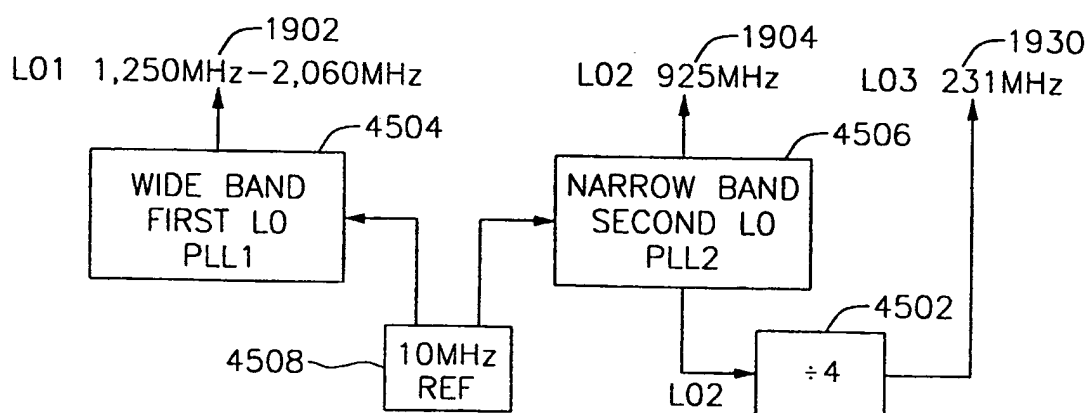 1902
1904
1930
LO1 1,250MHz-2,060MHz
LO2 925MHz
LO3 231MHz
4504
4506
WIDE BAND
FIRST LO
PLL1
NARROW BAND
SECOND LO
PLL2
4502
4508
10MHz
REF
LO2
÷4